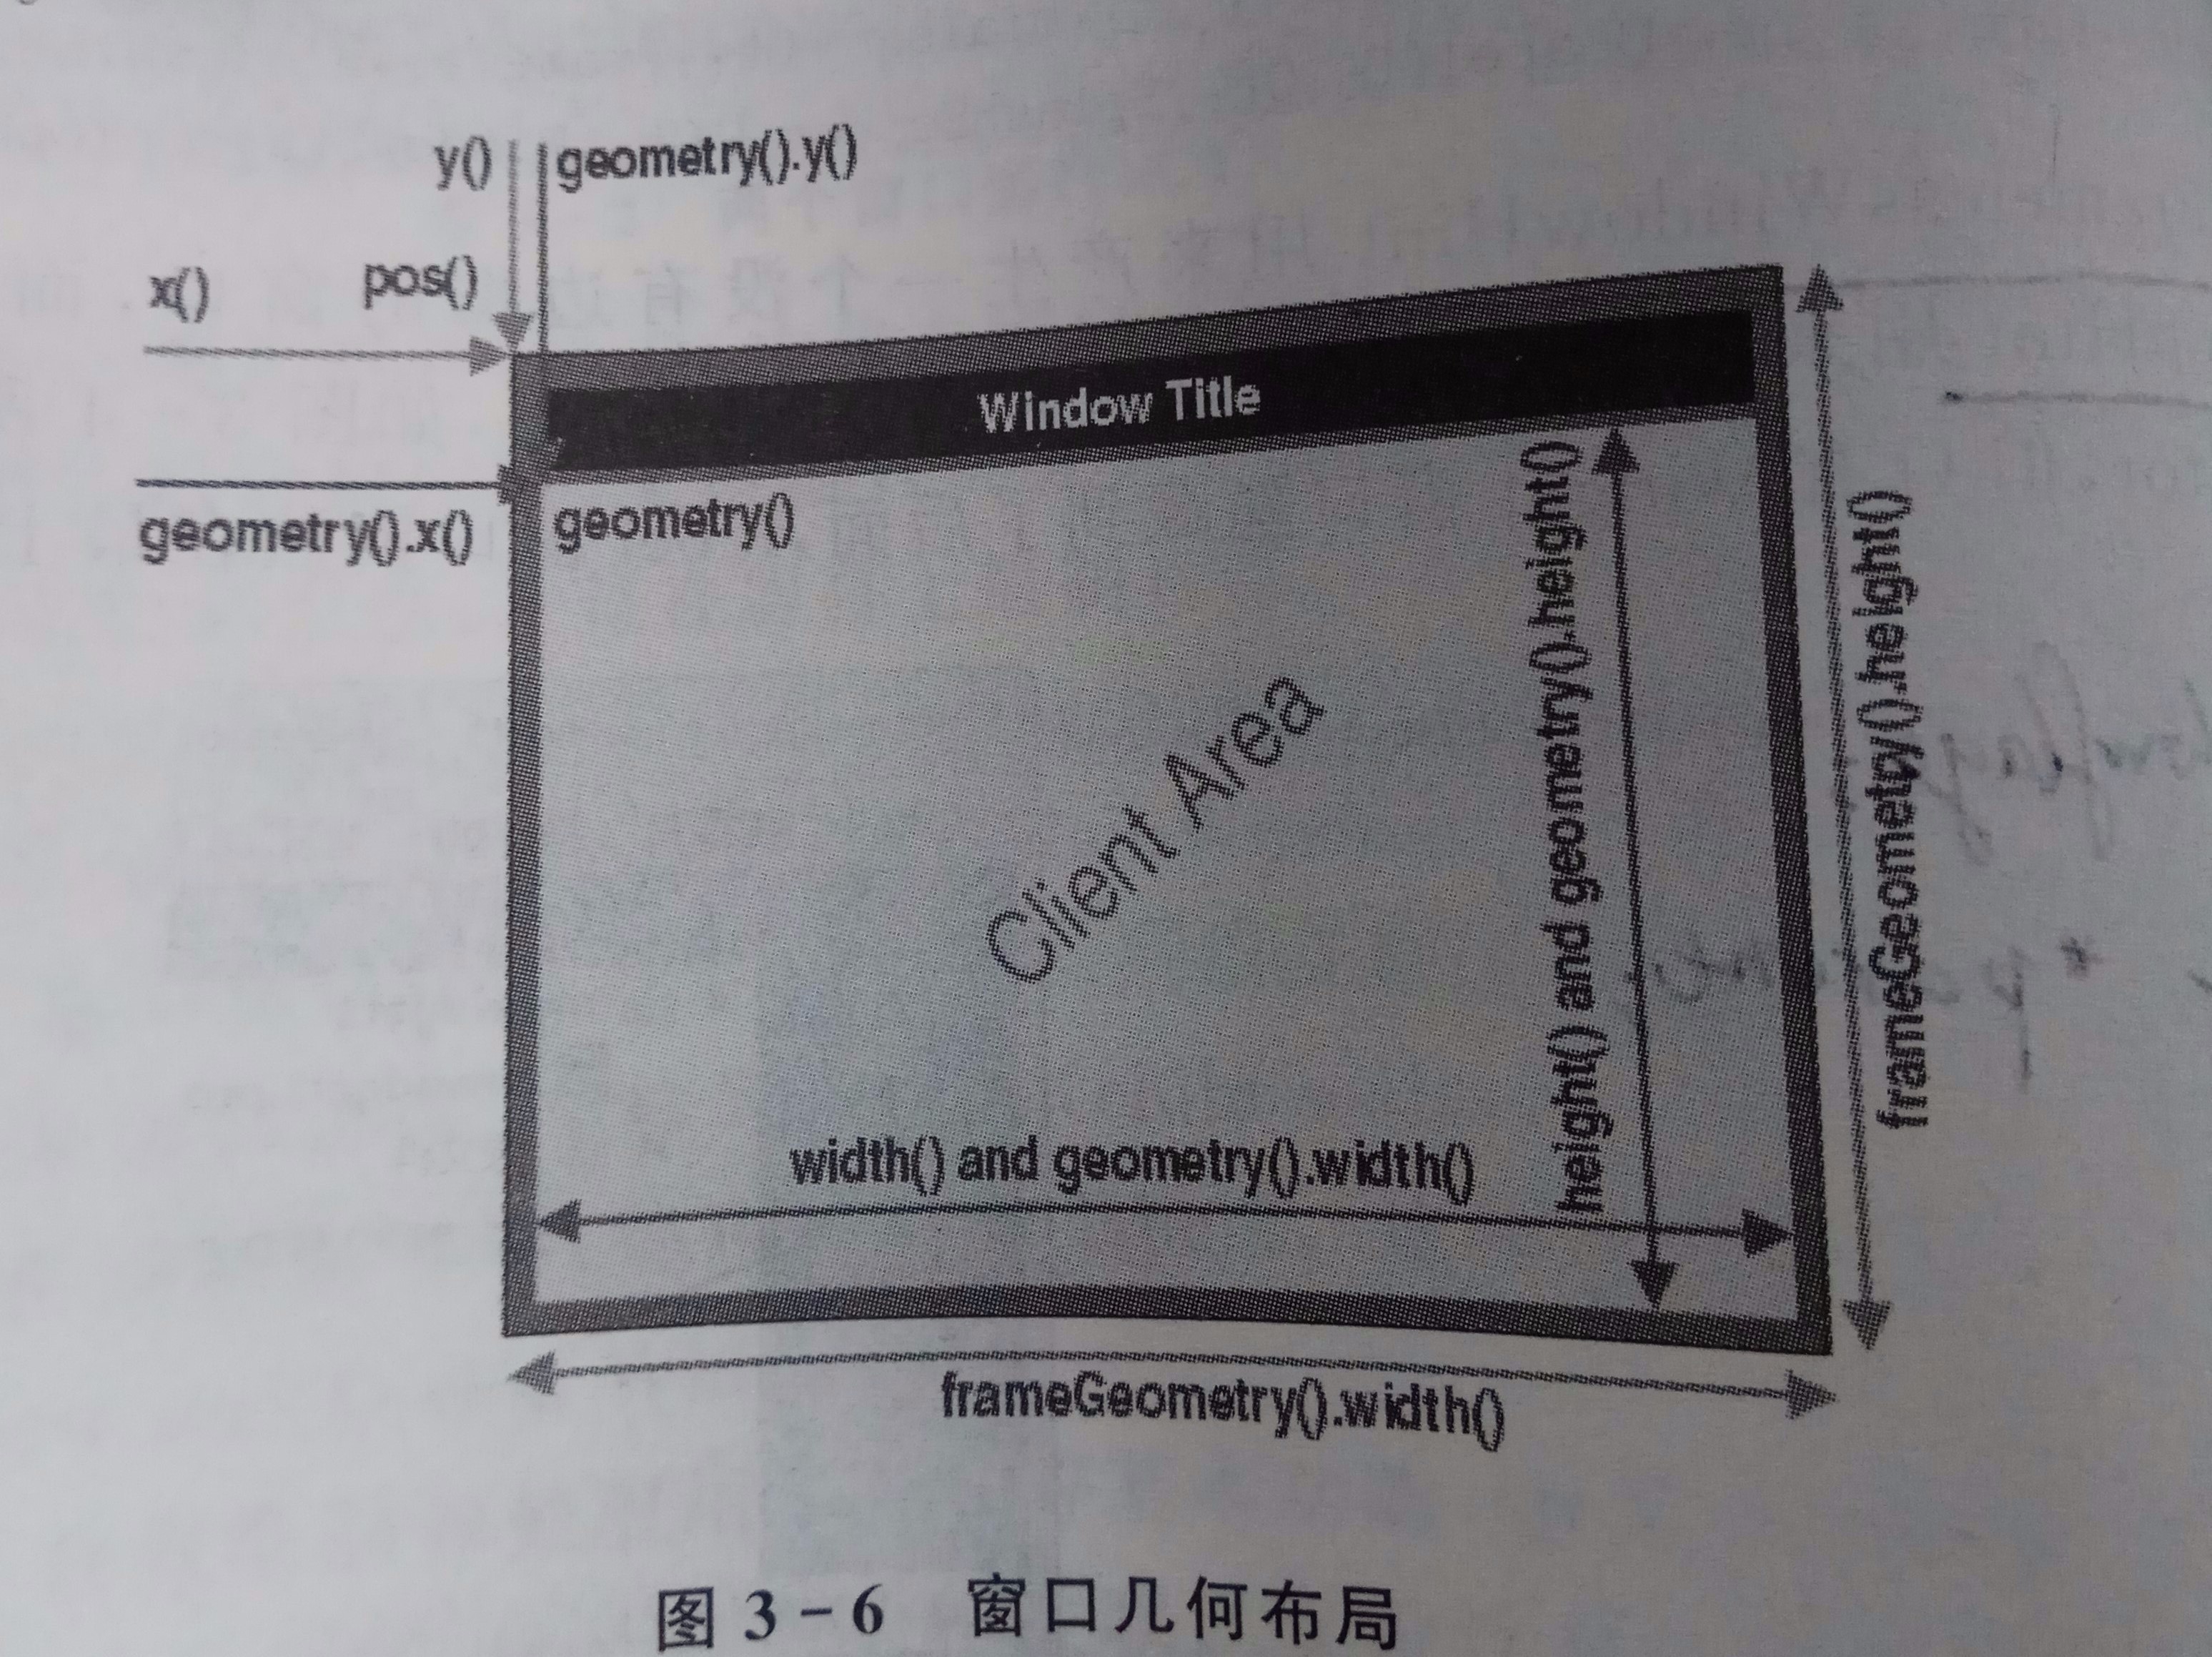 y() geometry().y()
x() pos()
Window Title
geometry().x() geometry()
Client Area
height() and geometry().height()
frameGeometry().height()
width() and geometry().width()
frameGeometry().width()
图 3-6 窗口几何布局